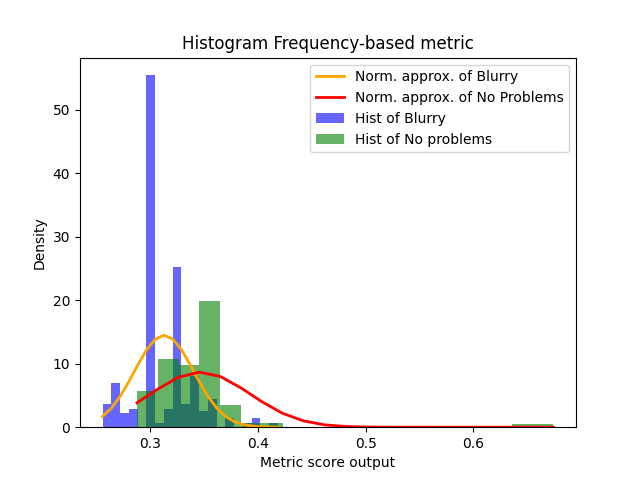 Histogram Frequency-based metric
Norm. approx. of Blurry
Norm. approx. of No Problems
Hist of Blurry
Hist of No problems
Density
50
40
30
20
10
0
0.3 0.4 0.5 0.6
Metric score output